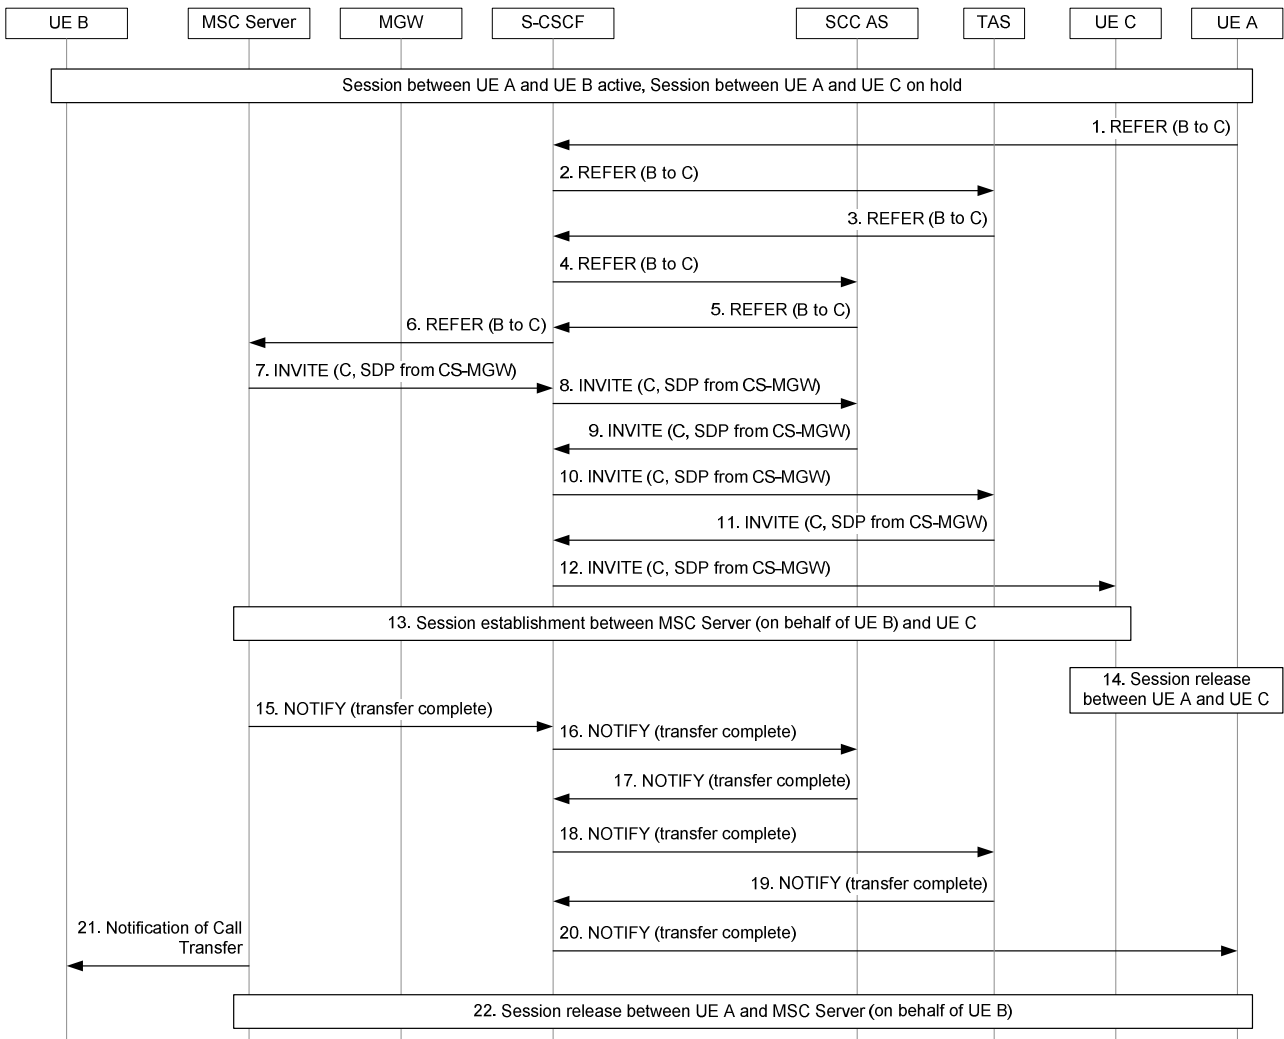 UE B
MSC Server
MGW
S-CSCF
SCC AS
TAS
UE C
UE A
Session between UE A and UE B active, Session between UE A and UE C on hold
1. REFER (B to C)
2. REFER (B to C)
3. REFER (B to C)
4. REFER (B to C)
5. REFER (B to C)
6. REFER (B to C)
7. INVITE (C, SDP from CS-MGW)
8. INVITE (C, SDP from CS-MGW)
9. INVITE (C, SDP from CS-MGW)
10. INVITE (C, SDP from CS-MGW)
11. INVITE (C, SDP from CS-MGW)
12. INVITE (C, SDP from CS-MGW)
13. Session establishment between MSC Server (on behalf of UE B) and UE C
14. Session release
between UE A and UE C
15. NOTIFY (transfer complete)
16. NOTIFY (transfer complete)
17. NOTIFY (transfer complete)
18. NOTIFY (transfer complete)
19. NOTIFY (transfer complete)
20. NOTIFY (transfer complete)
21. Notification of Call
Transfer
22. Session release between UE A and MSC Server (on behalf of UE B)